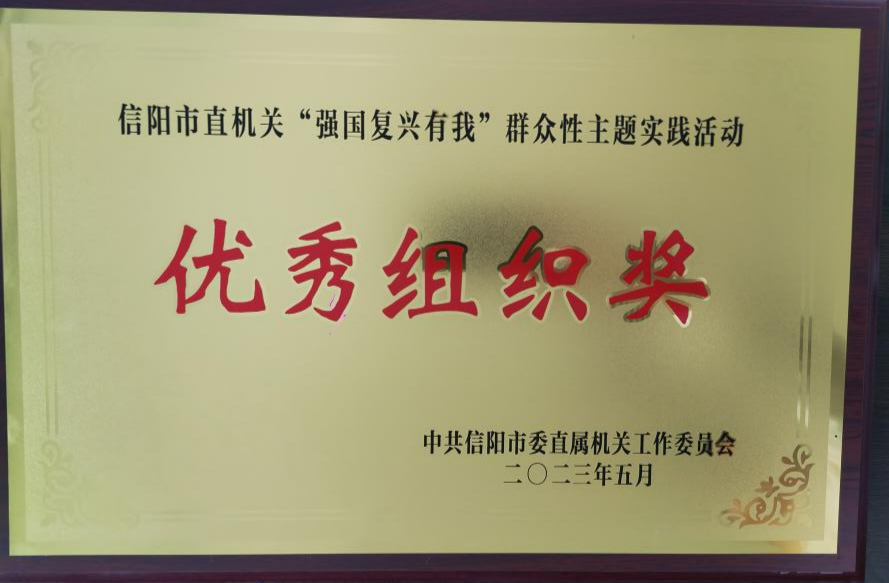 信阳市直机关“强国复兴有我”群众性主题实践活动
优秀组织奖
中共信阳市委直属机关工作委员会
二〇二三年五月